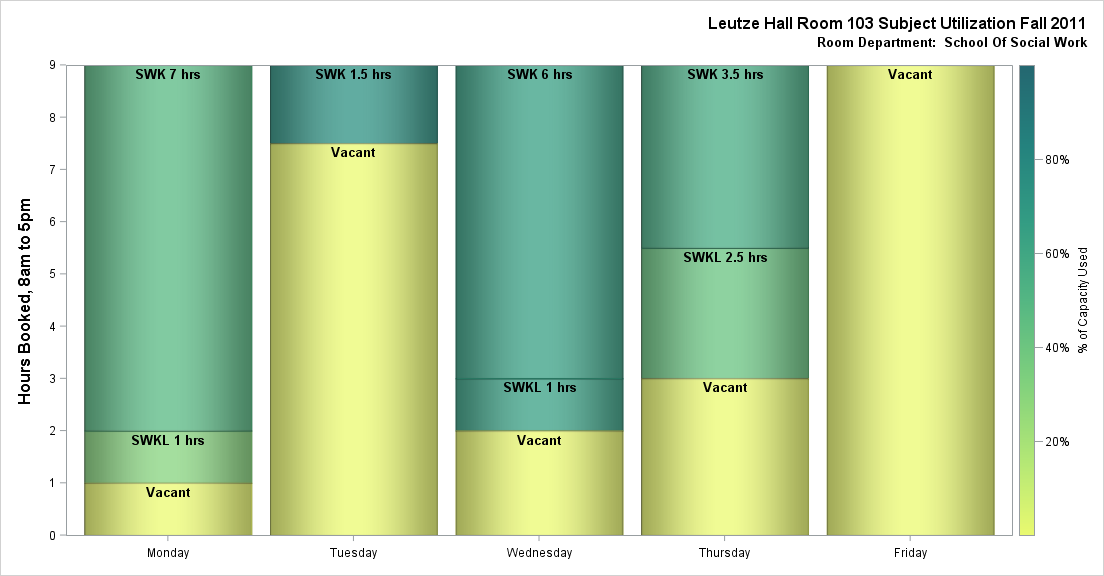 Leutze Hall Room 103 Subject Utilization Fall 2011
Room Department:  School Of Social Work
Hours Booked, 8am to 5pm
9
8
7
6
5
4
3
2
1
0
SWK 7 hrs
SWKL 1 hrs
Vacant
SWK 1.5 hrs
Vacant
SWK 6 hrs
SWKL 1 hrs
Vacant
SWK 3.5 hrs
SWKL 2.5 hrs
Vacant
Vacant
Monday
Tuesday
Wednesday
Thursday
Friday
80%
60%
40%
20%
% of Capacity Used